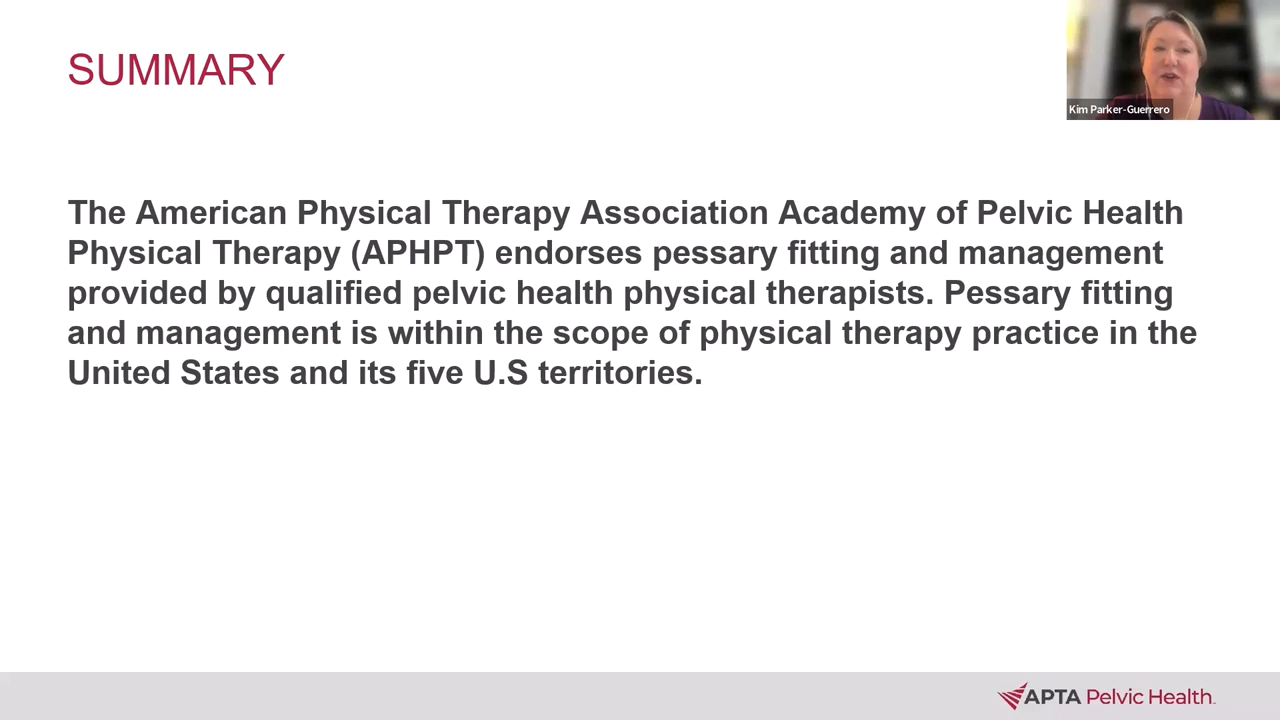 SUMMARY
Kim Parker-Guerrero
The American Physical Therapy Association Academy of Pelvic Health
Physical Therapy (APHPT) endorses pessary fitting and management
provided by qualified pelvic health physical therapists. Pessary fitting
and management is within the scope of physical therapy practice in the
United States and its five U.S territories.
APTA Pelvic Health